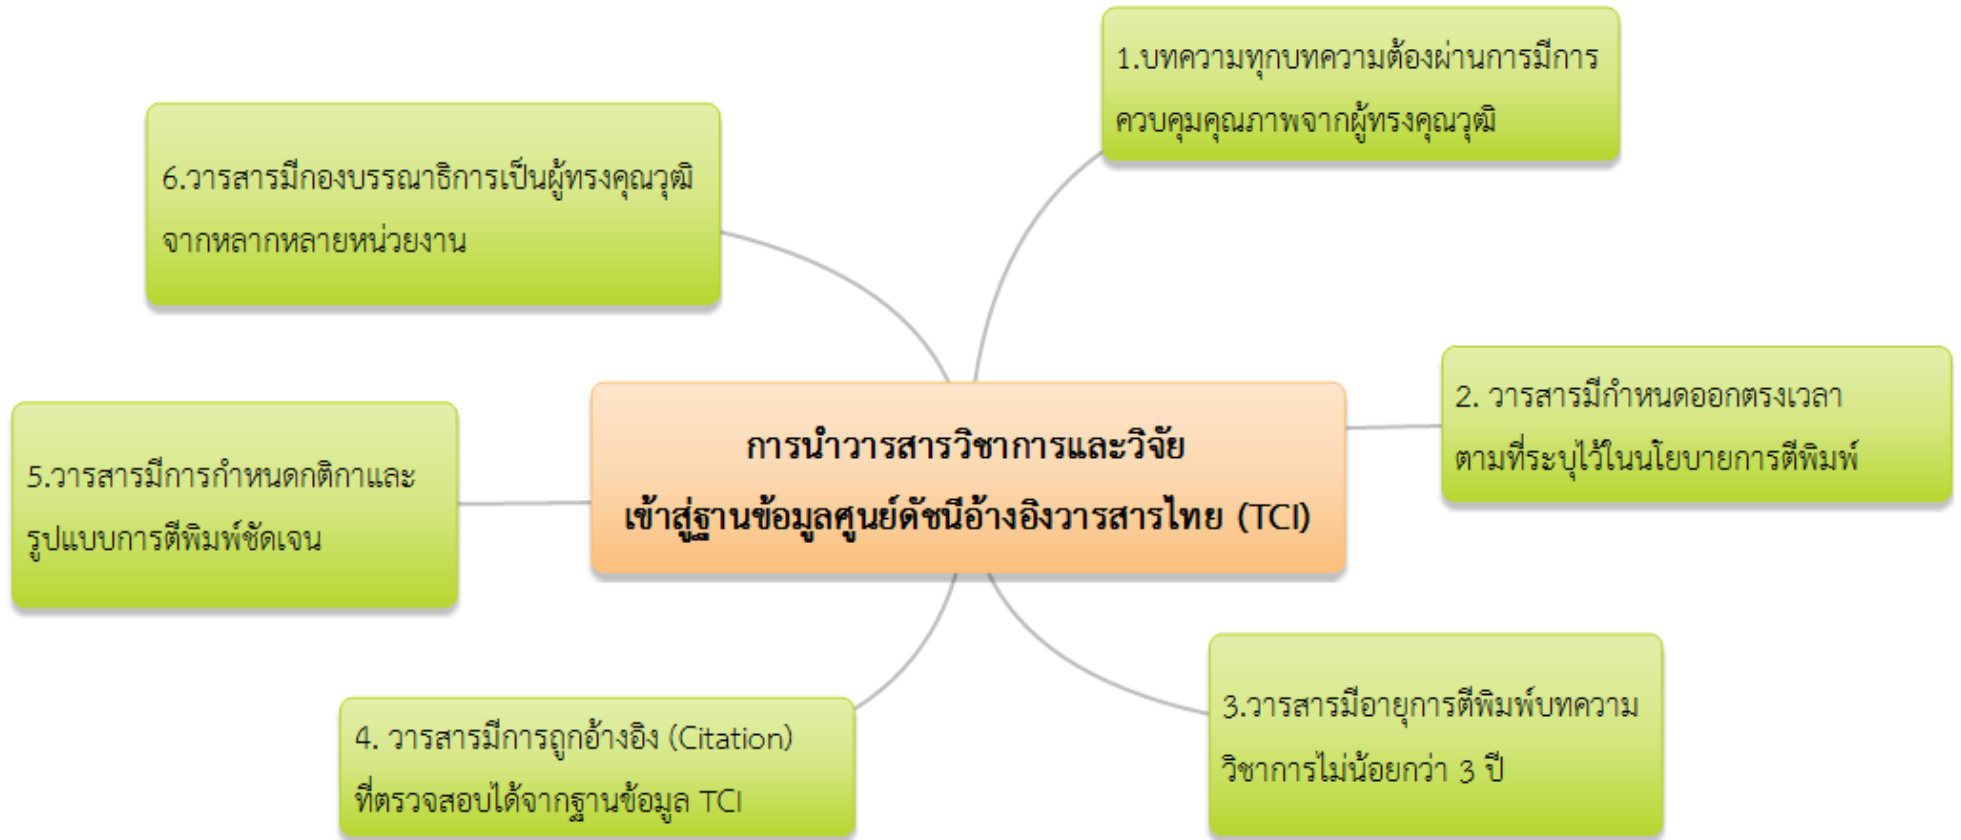 1.บทความทุกบทความต้องผ่านการมีการ
ควบคุมคุณภาพจากผู้ทรงคุณวุฒิ
6.วารสารมีกองบรรณาธิการเป็นผู้ทรงคุณวุฒิ
จากหลากหลายหน่วยงาน
การนำวารสารวิชาการและวิจัย
เข้าสู่ฐานข้อมูลศูนย์ดัชนีอ้างอิงวารสารไทย (TCI)
2. วารสารมีกำหนดออกตรงเวลา
ตามที่ระบุไว้ในนโยบายการตีพิมพ์
5.วารสารมีการกำหนดกติกาและ
รูปแบบการตีพิมพ์ชัดเจน
3.วารสารมีอายุการตีพิมพ์บทความ
วิชาการไม่น้อยกว่า 3 ปี
4. วารสารมีการถูกอ้างอิง (Citation)
ที่ตรวจสอบได้จากฐานข้อมูล TCI